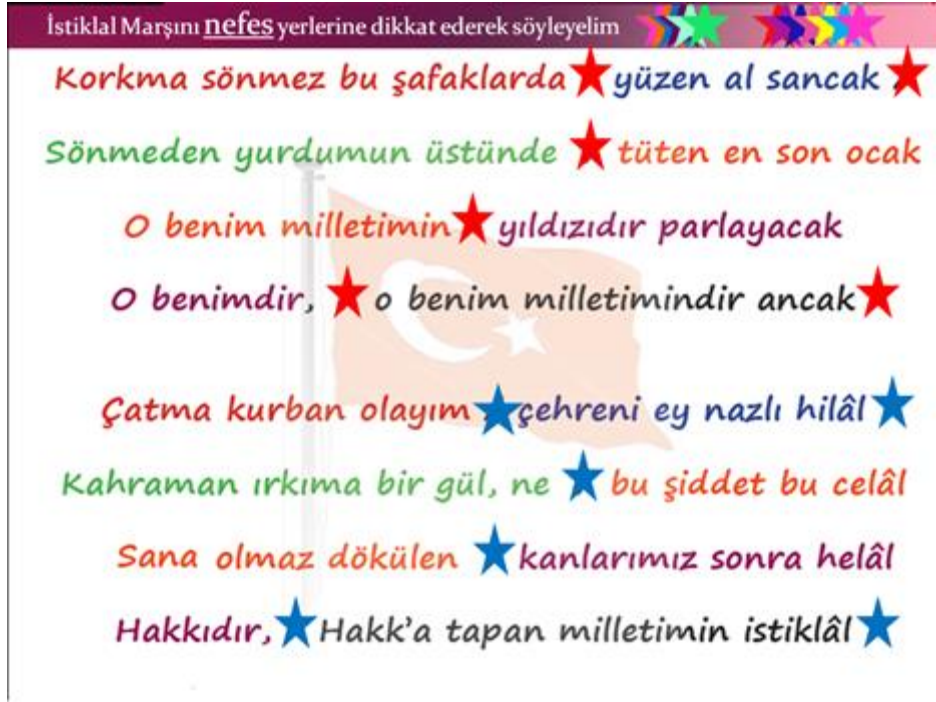 İstiklal Marşını nefes yerlerine dikkat ederek söyleyelim
Korkma sönmez bu şafaklarda yüzen al sancak,
Sönmeden yurdumun üstünde tüten en son ocak
O benim milletimin yıldızıdır parlayacak
O benimdir, o benim milletimindir ancak
Çatma kurban olayım çehreni ey nazlı hilâl
Kahraman ırkıma bir gül, ne bu şiddet bu celâl
Sana olmaz dökülen kanlarımız sonra helâl
Hakkıdır, Hakk'a tapan milletimin istiklâl